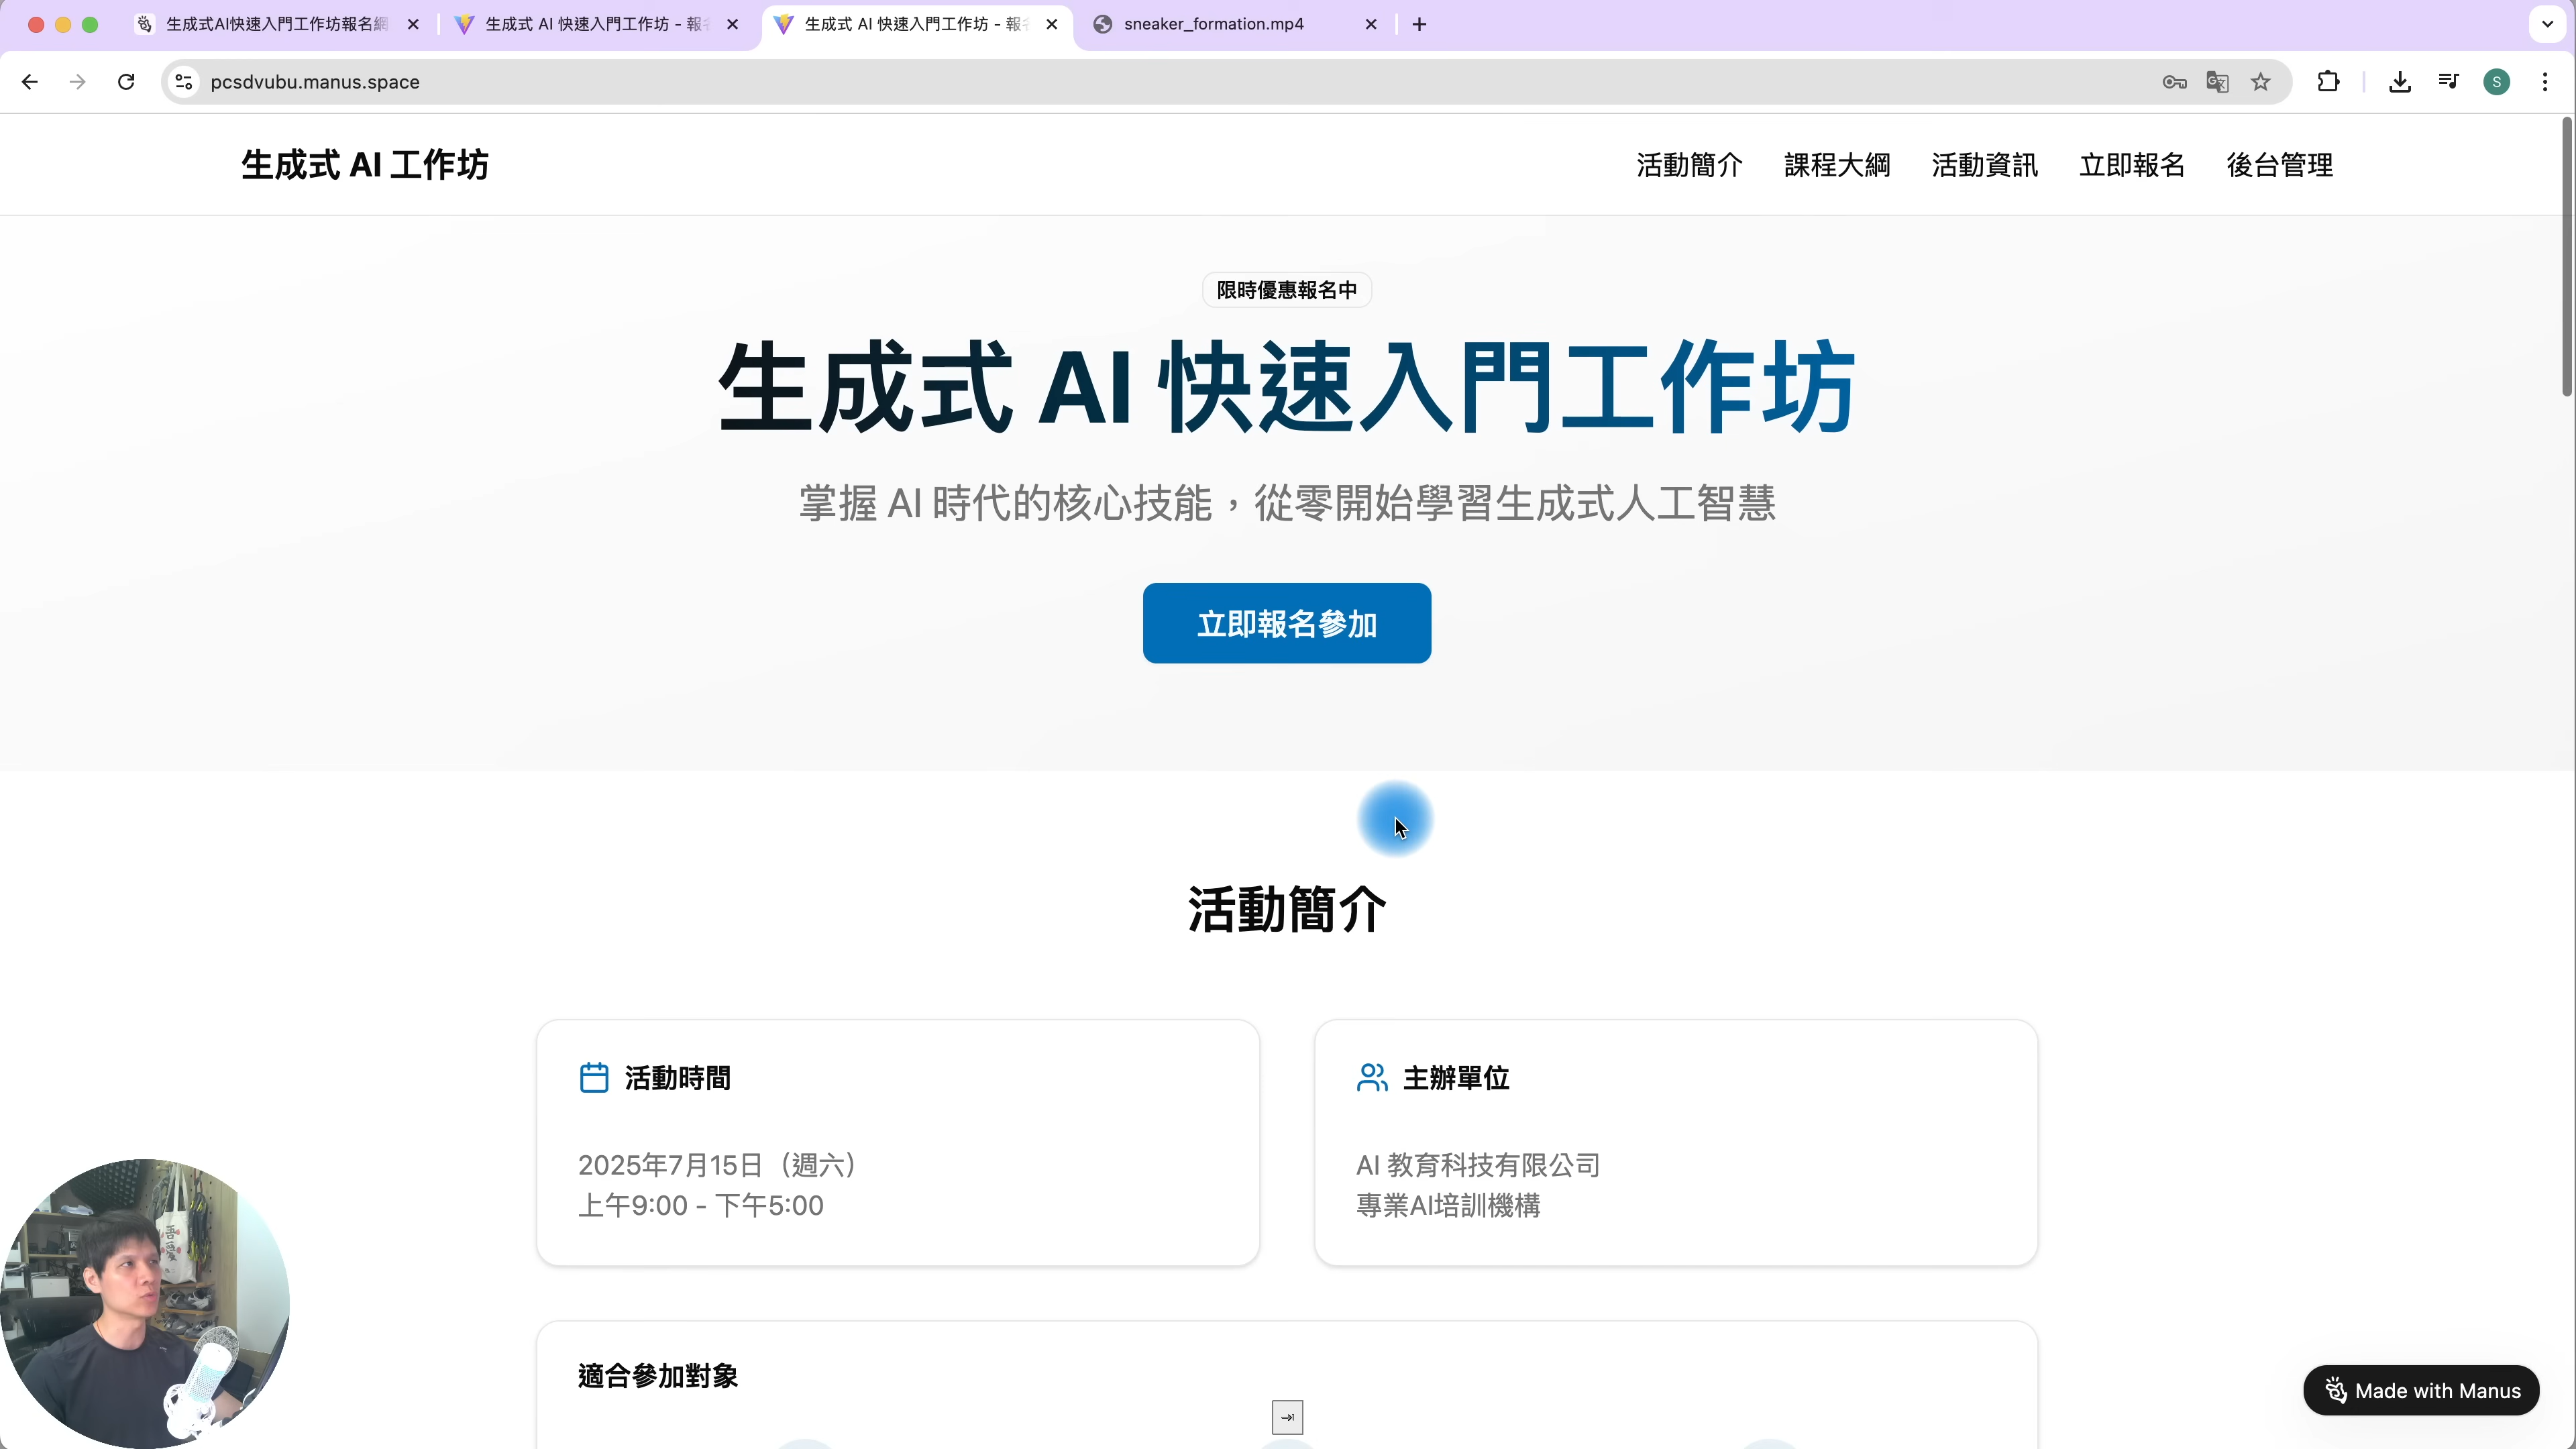 生成式AI快速入門工作坊報名網
生成式 AI 快速入門工作坊 - 報名
生成式 AI 快速入門工作坊 - 報
sneaker_formation.mp4
pcsdvubu.manus.space
S
生成式 AI 工作坊
活動簡介
課程大綱
活動資訊
立即報名
後台管理
限時優惠報名中
生成式 AI 快速入門工作坊
掌握 AI 時代的核心技能，從零開始學習生成式人工智慧
立即報名參加
活動簡介
活動時間
2025年7月15日（週六）
上午9:00 - 下午5:00
主辦單位
AI 教育科技有限公司
專業AI培訓機構
適合參加對象
Made with Manus